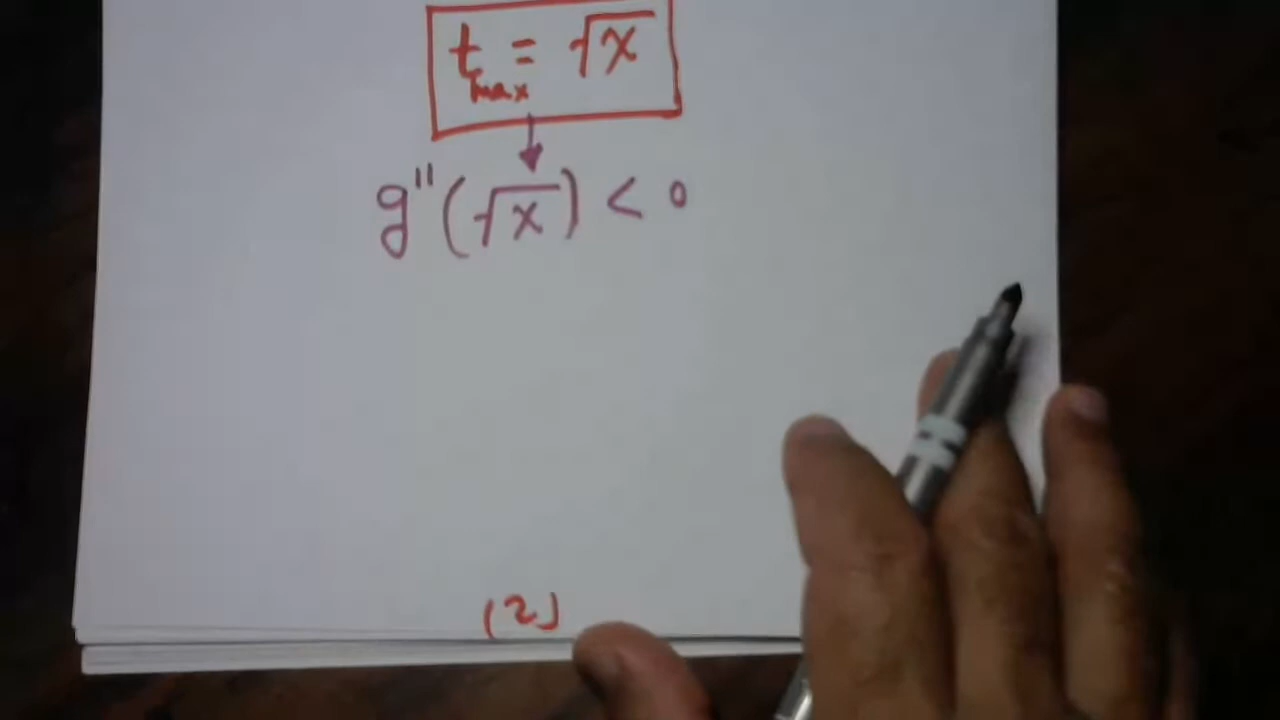 t_max = √x
g''(√x) < 0
(2)